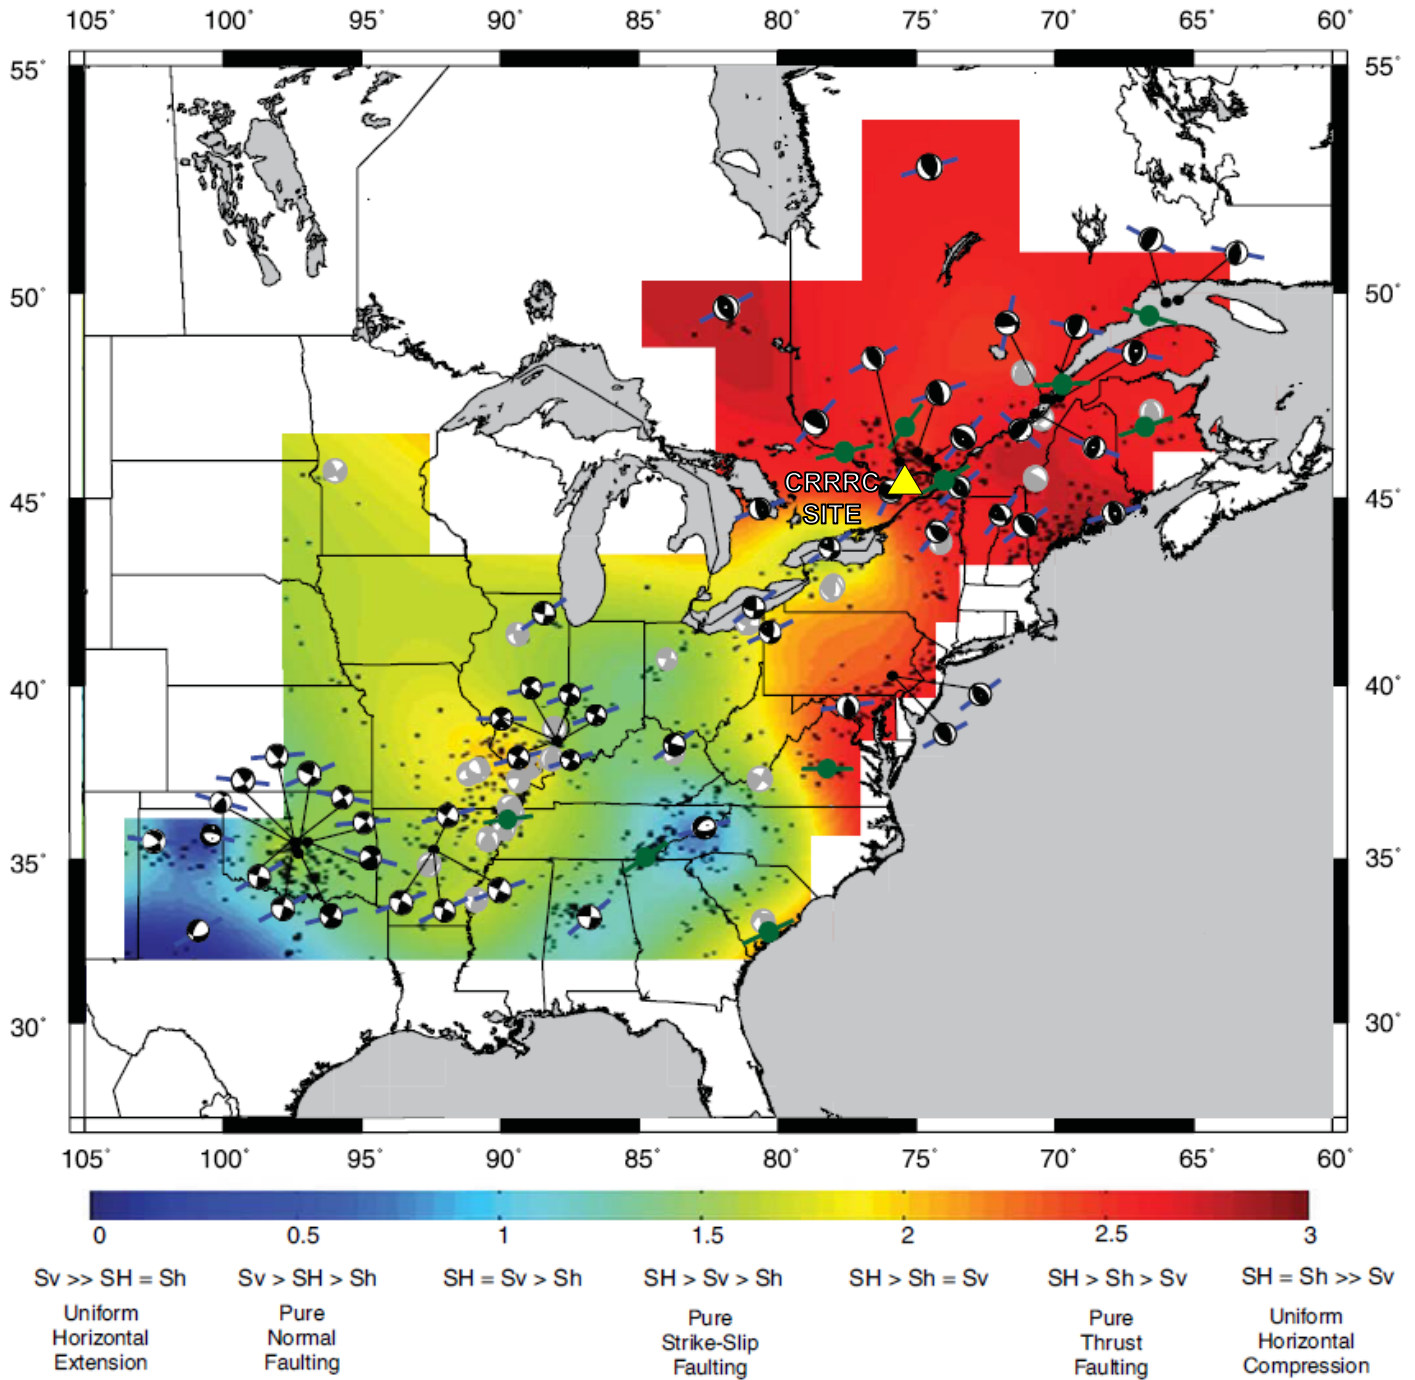 105° 100° 95° 90° 85° 80° 75° 70° 65° 60°
55° 55°
50° 50°
CRRRC
SITE
45° 45°
40° 40°
35° 35°
30° 30°
105° 100° 95° 90° 85° 80° 75° 70° 65° 60°
0 0.5 1 1.5 2 2.5 3
Sv >> SH = Sh Sv > SH > Sh SH = Sv > Sh SH > Sv > Sh SH > Sh = Sv SH > Sh > Sv SH = Sh >> Sv
Uniform Pure Pure Pure Uniform
Horizontal Normal Strike-Slip Thrust Horizontal
Extension Faulting Faulting Faulting Compression